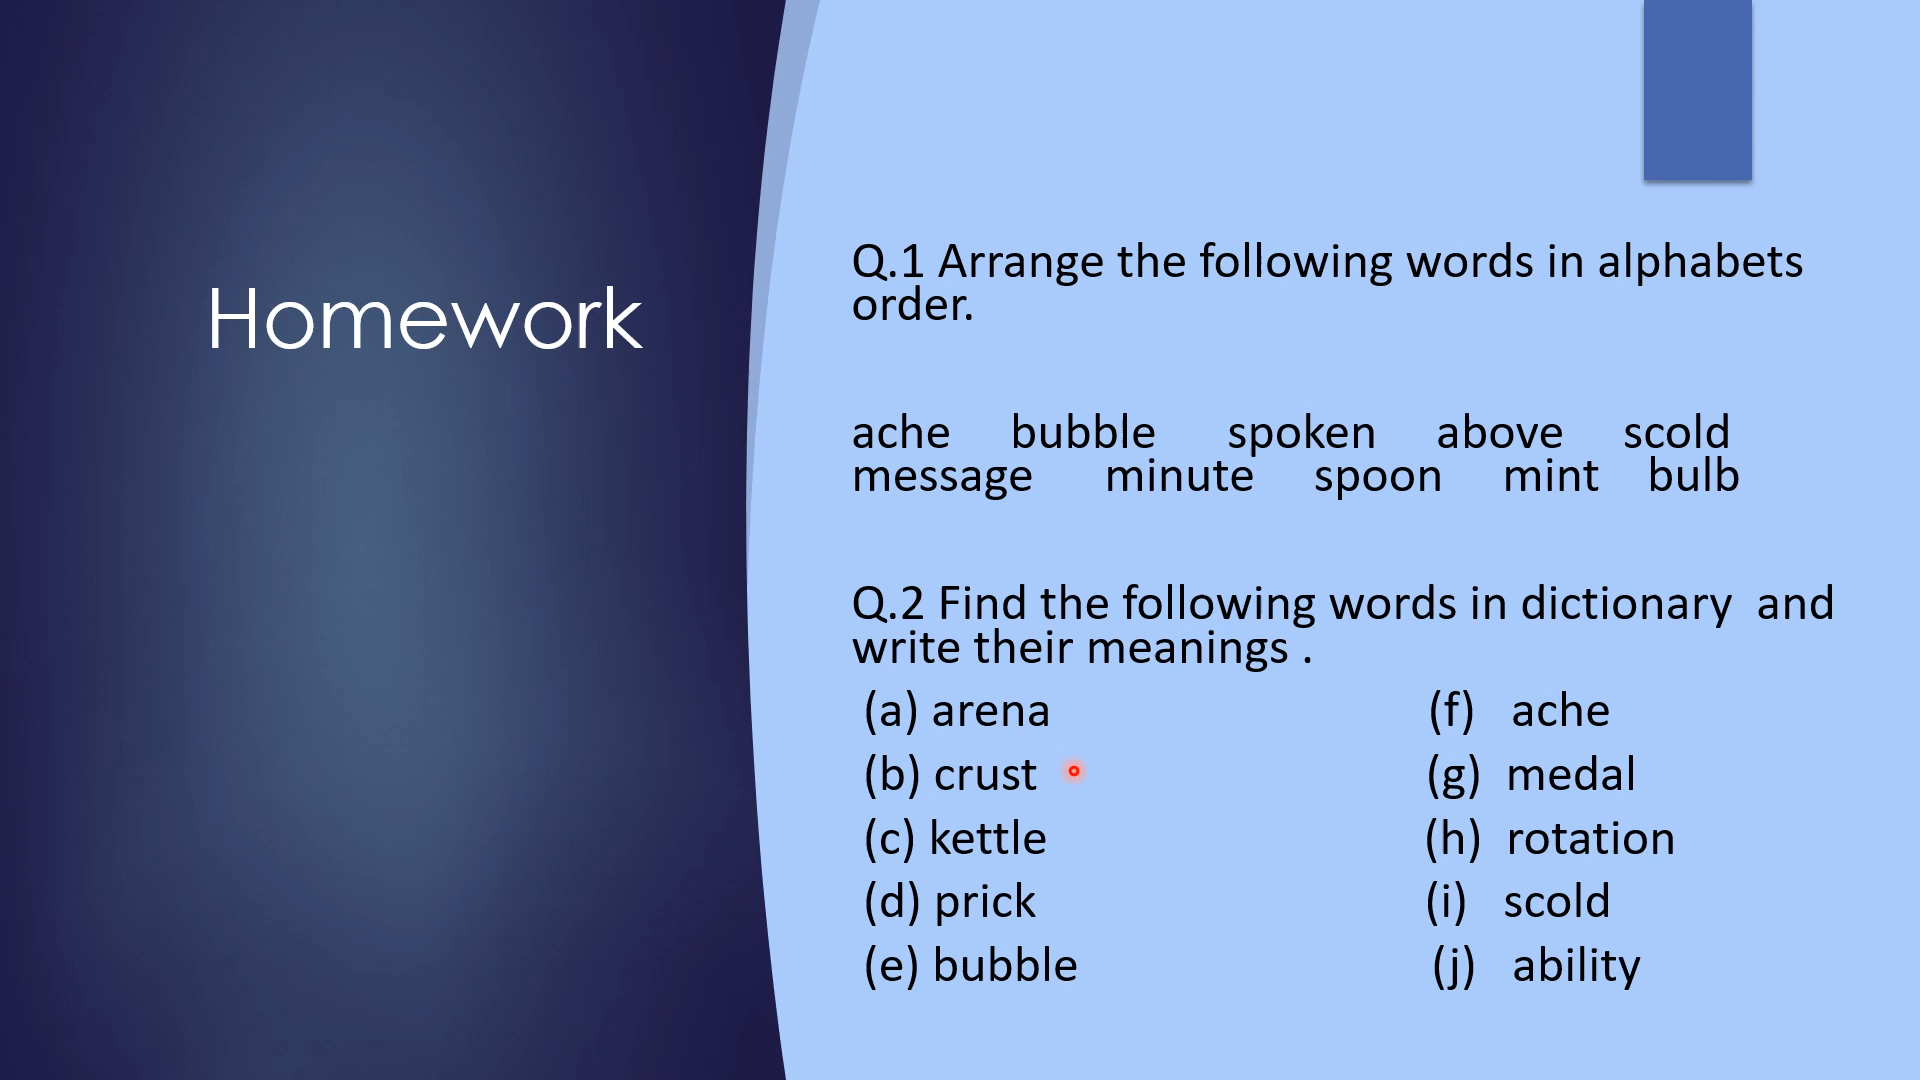 Homework
Q.1 Arrange the following words in alphabets
order.
ache bubble spoken above scold
message minute spoon mint bulb
Q.2 Find the following words in dictionary and
write their meanings .
(a) arena (f) ache
(b) crust (g) medal
(c) kettle (h) rotation
(d) prick (i) scold
(e) bubble (j) ability